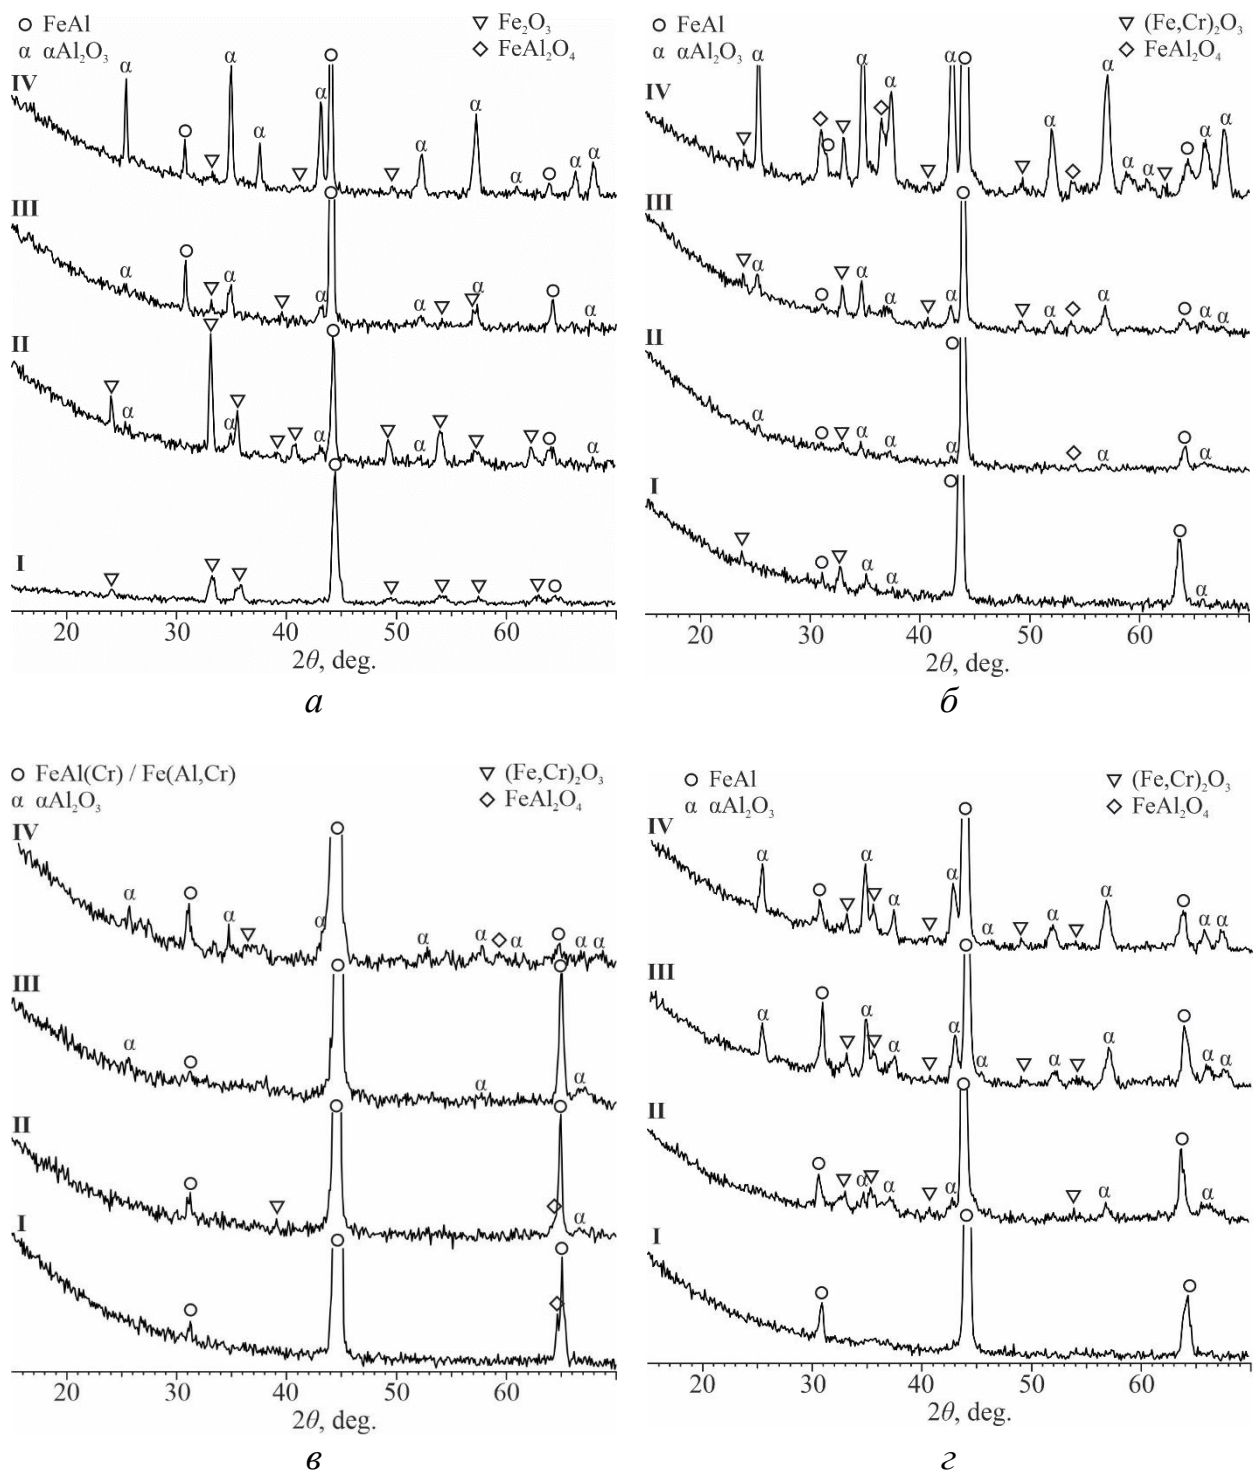 ○ FeAl
α αAl₂O₃
▽ Fe₂O₃
◇ FeAl₂O₄
IV
III
II
I
20 30 40 50 60
2θ, deg.
а
○ FeAl
α αAl₂O₃
▽ (Fe,Cr)₂O₃
◇ FeAl₂O₄
IV
III
II
I
20 30 40 50 60
2θ, deg.
б
○ FeAl(Cr) / Fe(Al,Cr)
α αAl₂O₃
▽ (Fe,Cr)₂O₃
◇ FeAl₂O₄
IV
III
II
I
20 30 40 50 60
2θ, deg.
в
○ FeAl
α αAl₂O₃
▽ (Fe,Cr)₂O₃
◇ FeAl₂O₄
IV
III
II
I
20 30 40 50 60
2θ, deg.
г